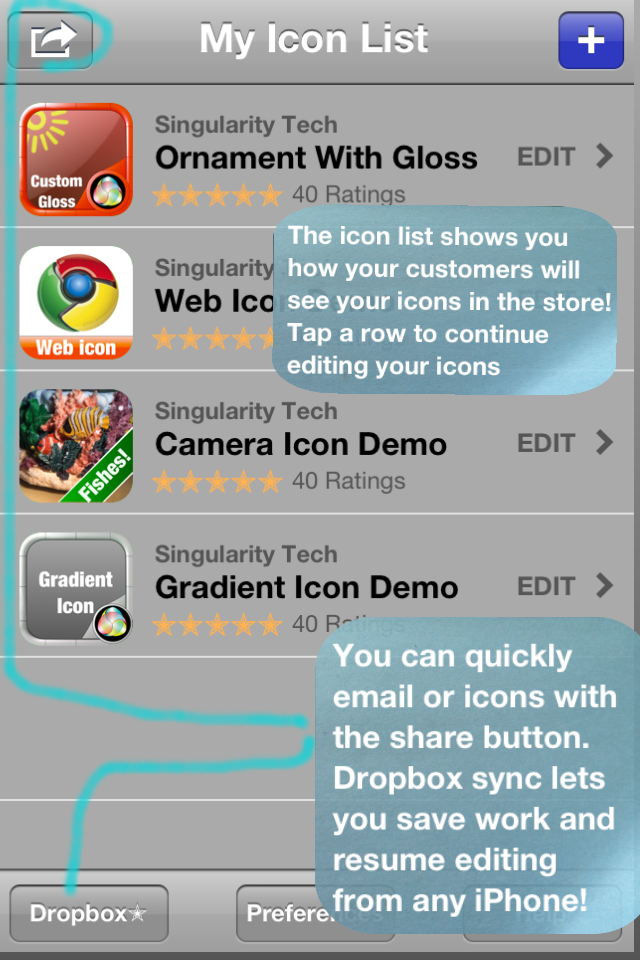 My Icon List
+
Custom
Gloss
Singularity Tech
Ornament With Gloss
40 Ratings
EDIT
The icon list shows you
how your customers will
see your icons in the store!
Tap a row to continue
editing your icons
Web icon
Singularity
Web Ico
Fishes!
Singularity Tech
Camera Icon Demo
40 Ratings
EDIT
Gradient
Icon
Singularity Tech
Gradient Icon Demo
40 Ratings
EDIT
You can quickly
email or icons with
the share button.
Dropbox sync lets
you save work and
resume editing
from any iPhone!
Dropbox✯
Preferences
Help